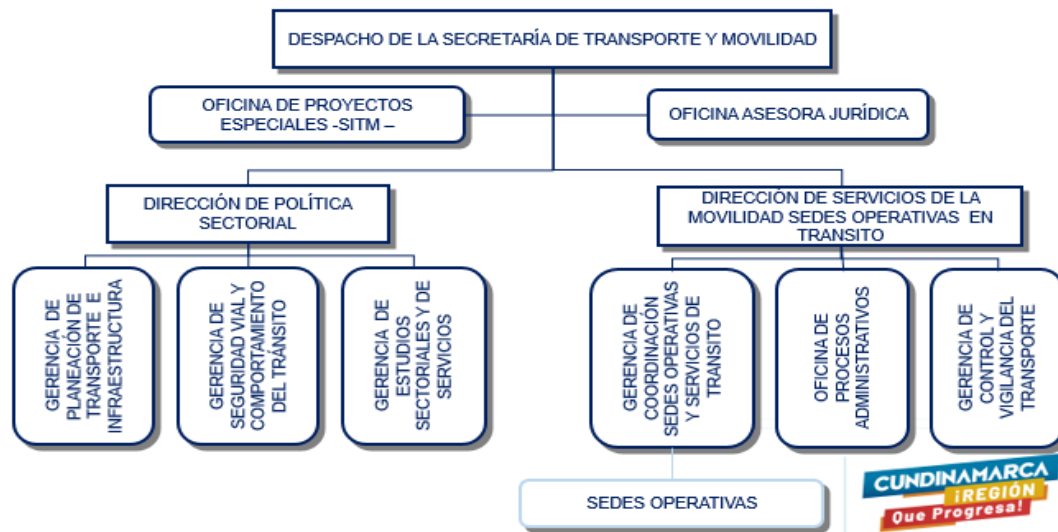 DESPACHO DE LA SECRETARÍA DE TRANSPORTE Y MOVILIDAD
OFICINA DE PROYECTOS
ESPECIALES -SITM –
OFICINA ASESORA JURÍDICA
DIRECCIÓN DE POLÍTICA
SECTORIAL
DIRECCIÓN DE SERVICIOS DE LA
MOVILIDAD SEDES OPERATIVAS EN
TRANSITO
GERENCIA DE
PLANEACIÓN DE
TRANSPORTE E
INFRAESTRUCTURA
GERENCIA DE
SEGURIDAD VIAL Y
COMPORTAMIENTO
DEL TRÁNSITO
GERENCIA DE
ESTUDIOS
SECTORIALES Y DE
SERVICIOS
GERENCIA DE
COORDINACIÓN
SEDES OPERATIVAS
Y SERVICIOS DE
TRANSITO
OFICINA DE
PROCESOS
ADMINISTRATIVOS
GERENCIA DE
CONTROL Y
VIGILANCIA DEL
TRANSPORTE
SEDES OPERATIVAS
CUNDINAMARCA
¡REGIÓN
Que Progresa!